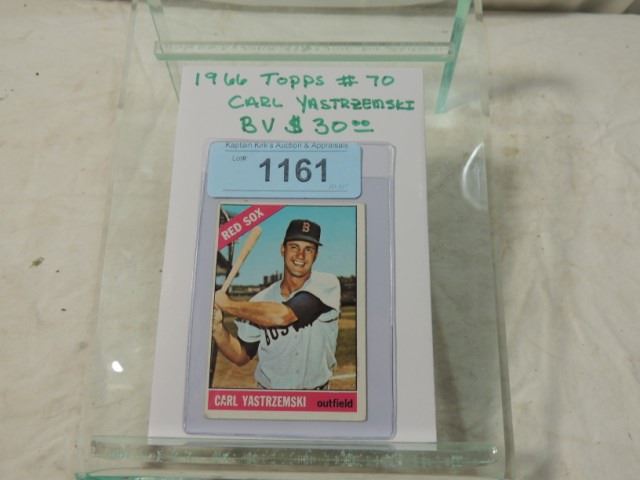 1966 TOPPS # 70
CARL YASTRZEMSKI
BV $ 30.00
Kaptain Kirk's Auction & Appraisals
Lot#
1161
RED SOX
B
BOS
CARL YASTRZEMSKI outfield